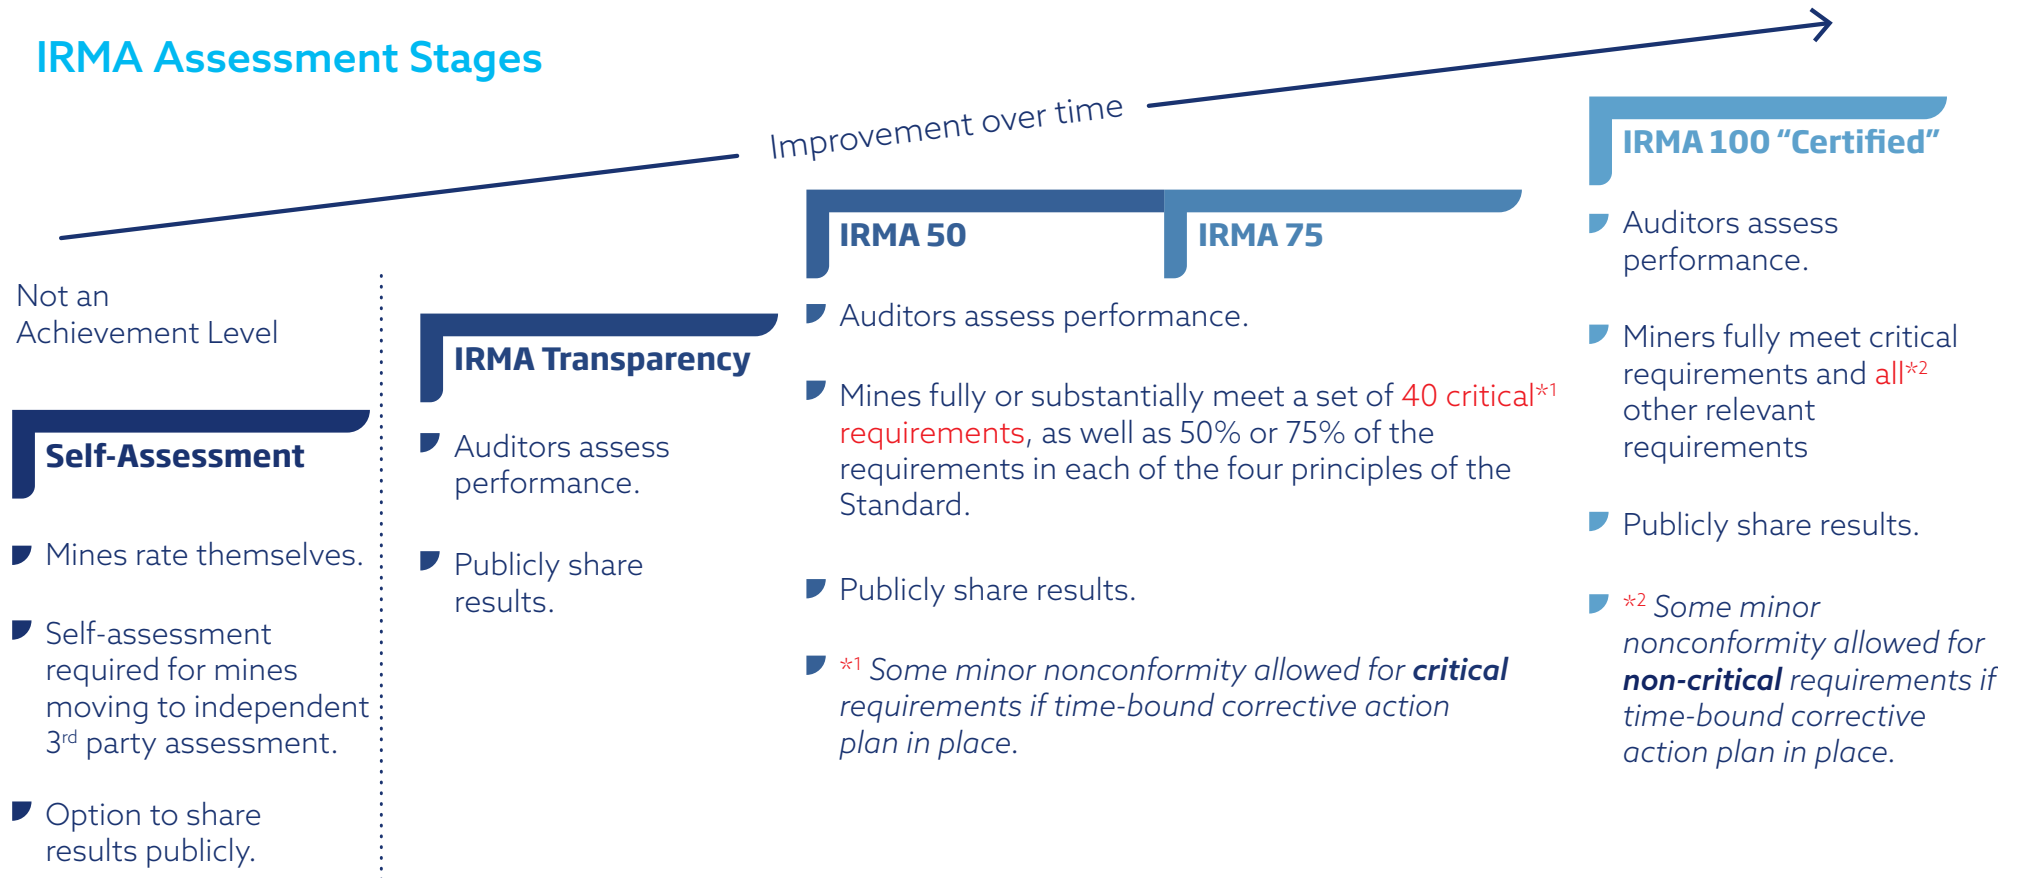 IRMA Assessment Stages
Improvement over time
Not an
Achievement Level
Self-Assessment
Mines rate themselves.
Self-assessment
required for mines
moving to independent
3rd party assessment.
Option to share
results publicly.
IRMA Transparency
Auditors assess
performance.
Publicly share
results.
IRMA 50
IRMA 75
Auditors assess performance.
Mines fully or substantially meet a set of 40 critical*1
requirements, as well as 50% or 75% of the
requirements in each of the four principles of the
Standard.
Publicly share results.
*1 Some minor nonconformity allowed for critical
requirements if time-bound corrective action
plan in place.
IRMA 100 “Certified”
Auditors assess
performance.
Miners fully meet critical
requirements and all*2
other relevant
requirements
Publicly share results.
*2 Some minor
nonconformity allowed for
non-critical requirements if
time-bound corrective
action plan in place.